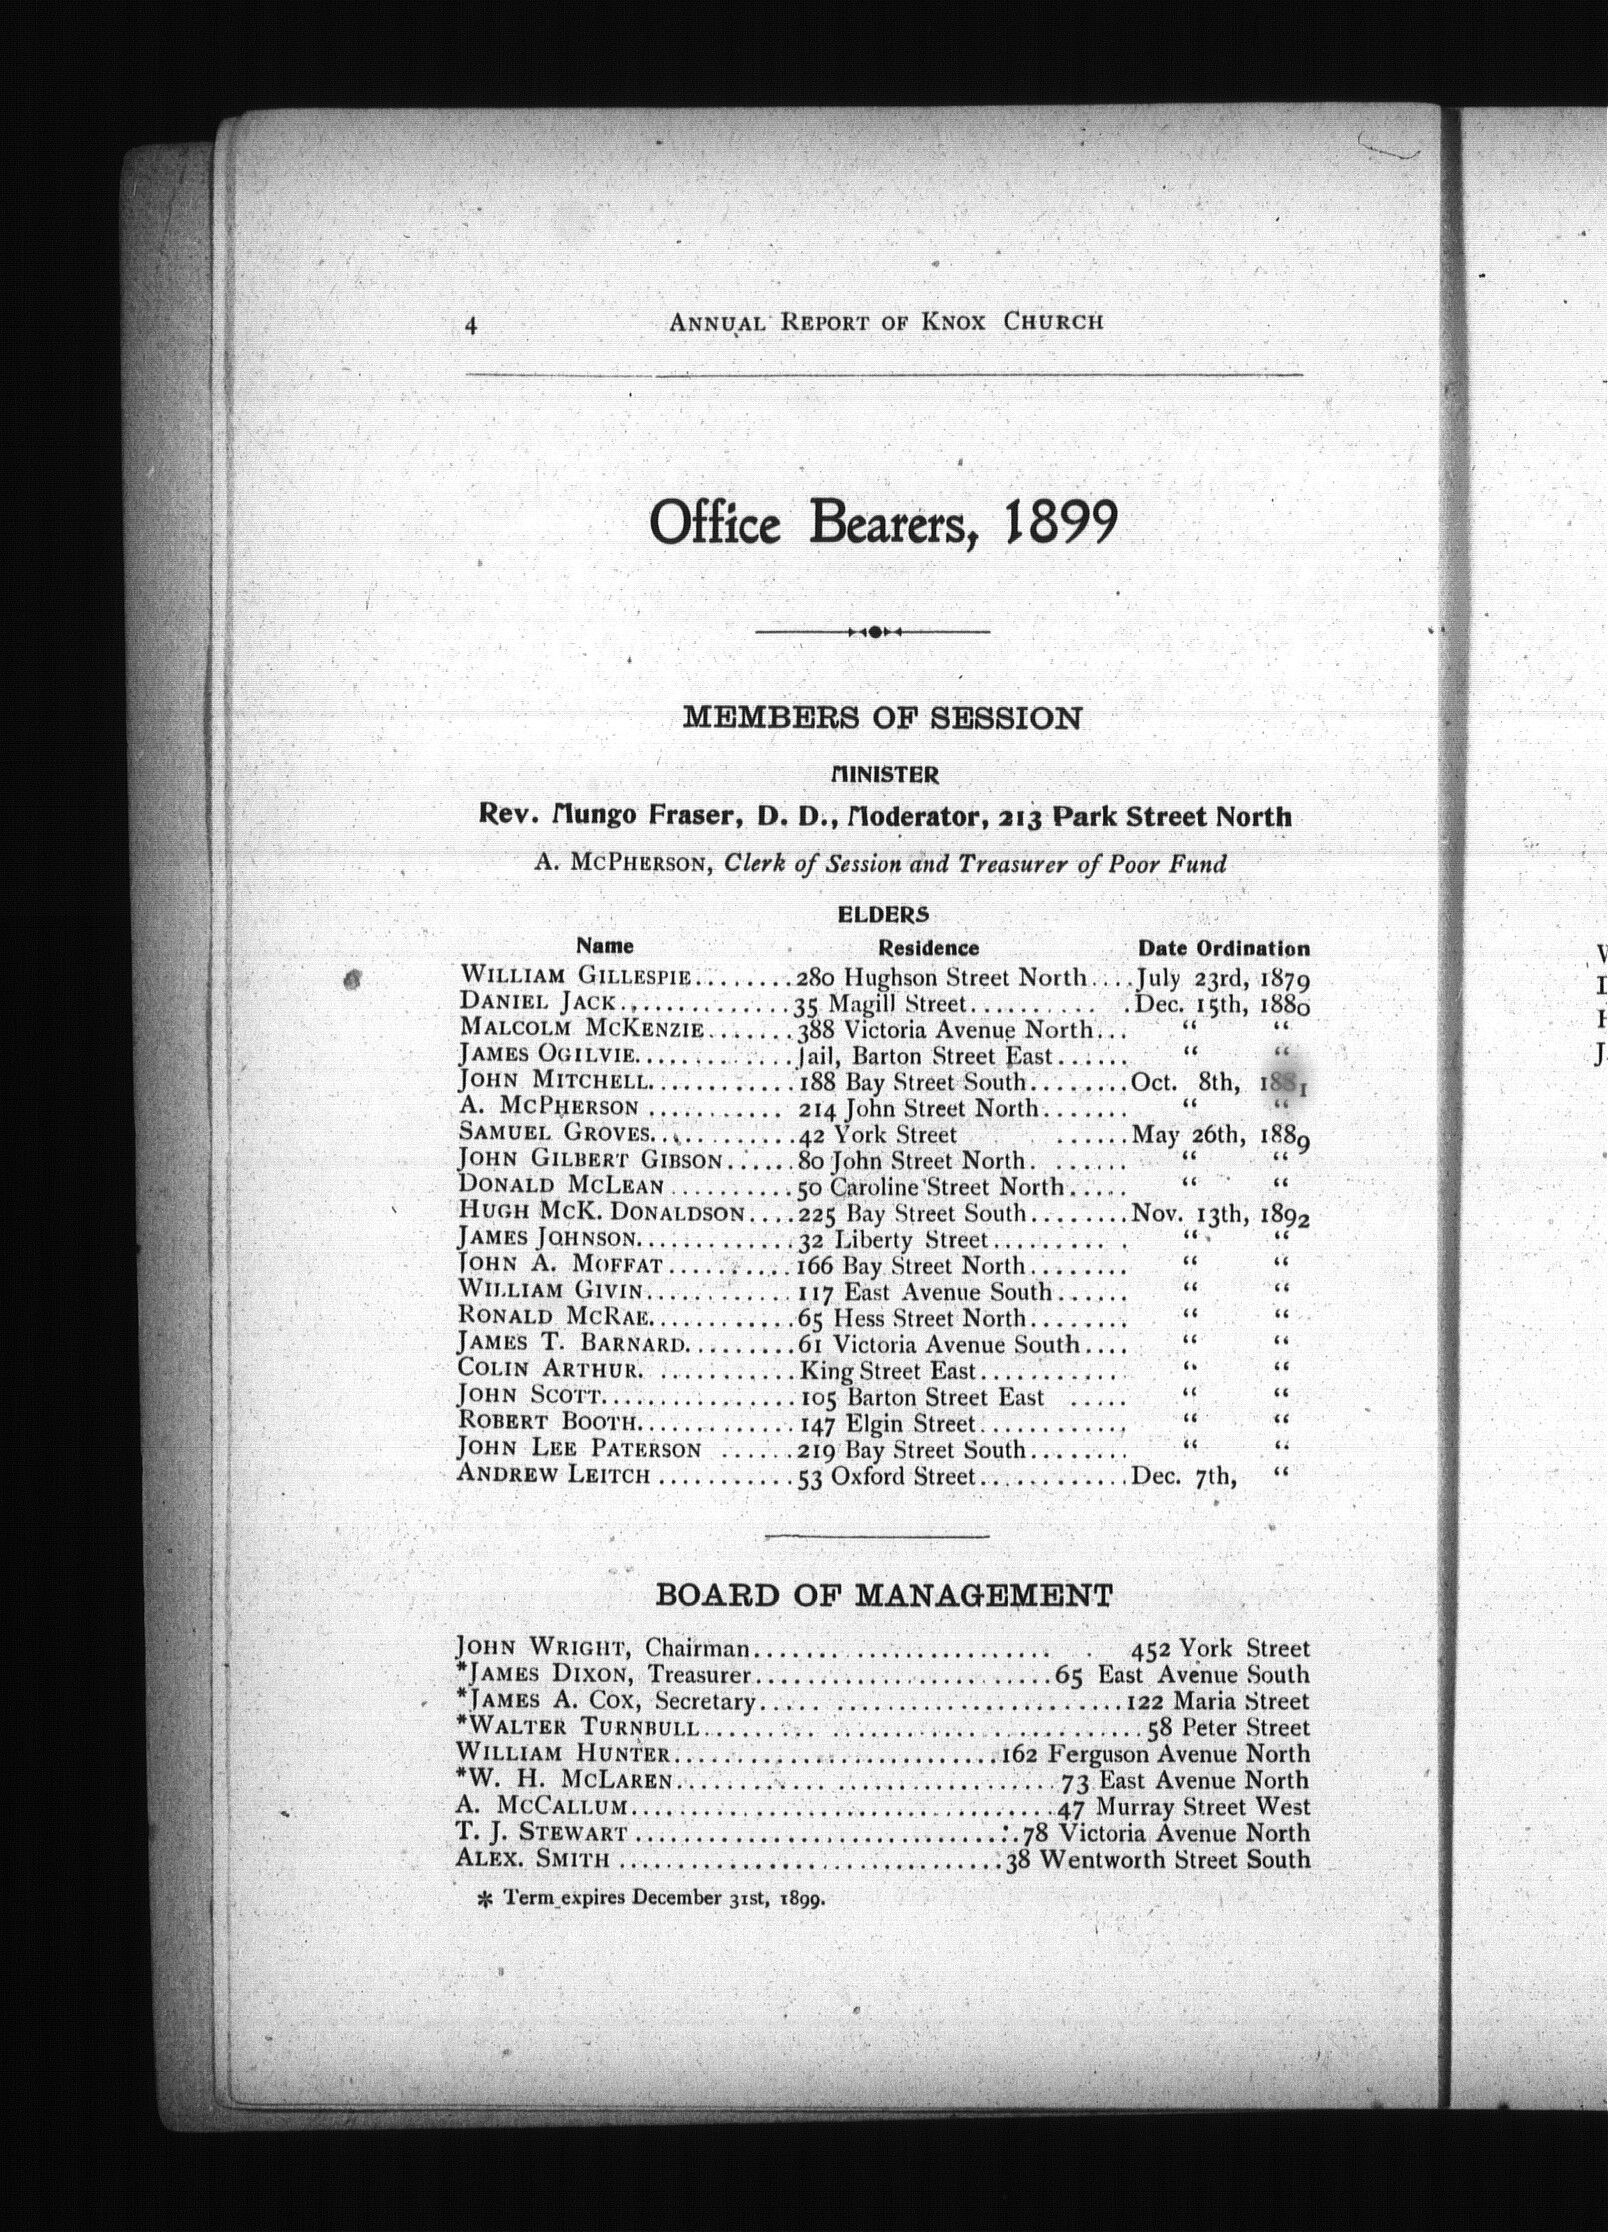 4 ANNUAL REPORT OF KNOX CHURCH
Office Bearers, 1899
MEMBERS OF SESSION
MINISTER
Rev. Mungo Fraser, D. D., Moderator, 213 Park Street North
A. MCPHERSON, Clerk of Session and Treasurer of Poor Fund
ELDERS
Name Residence Date Ordination
WILLIAM GILLESPIE........280 Hughson Street North....July 23rd, 1879
DANIEL JACK..............35 Magill Street.......... .Dec. 15th, 1880
MALCOLM MCKENZIE.......388 Victoria Avenue North... “ “
JAMES OGILVIE.............Jail, Barton Street East...... “ “
JOHN MITCHELL............188 Bay Street South........Oct. 8th, 1881
A. MCPHERSON ........... 214 John Street North....... “ “
SAMUEL GROVES............42 York Street ......May 26th, 1889
JOHN GILBERT GIBSON......80 John Street North. ...... “ “
DONALD MCLEAN ..........50 Caroline Street North..... “ “
HUGH MCK. DONALDSON....225 Bay Street South........Nov. 13th, 1892
JAMES JOHNSON.............32 Liberty Street......... . “ “
JOHN A. MOFFAT..........166 Bay Street North........ “ “
WILLIAM GIVIN............117 East Avenue South...... “ “
RONALD MCRAE............65 Hess Street North........ “ “
JAMES T. BARNARD.........61 Victoria Avenue South.... “ “
COLIN ARTHUR. ...........King Street East............ “ “
JOHN SCOTT................105 Barton Street East ..... “ “
ROBERT BOOTH.............147 Elgin Street............ “ “
JOHN LEE PATERSON ......219 Bay Street South........ “ “
ANDREW LEITCH ...........53 Oxford Street............Dec. 7th, “
BOARD OF MANAGEMENT
JOHN WRIGHT, Chairman......................... . 452 York Street
*JAMES DIXON, Treasurer.........................65 East Avenue South
*JAMES A. COX, Secretary..............................122 Maria Street
*WALTER TURNBULL....................................58 Peter Street
WILLIAM HUNTER...........................162 Ferguson Avenue North
*W. H. MCLAREN................................73 East Avenue North
A. MCCALLUM...................................47 Murray Street West
T. J. STEWART ................................78 Victoria Avenue North
ALEX. SMITH ................................38 Wentworth Street South
* Term expires December 31st, 1899.